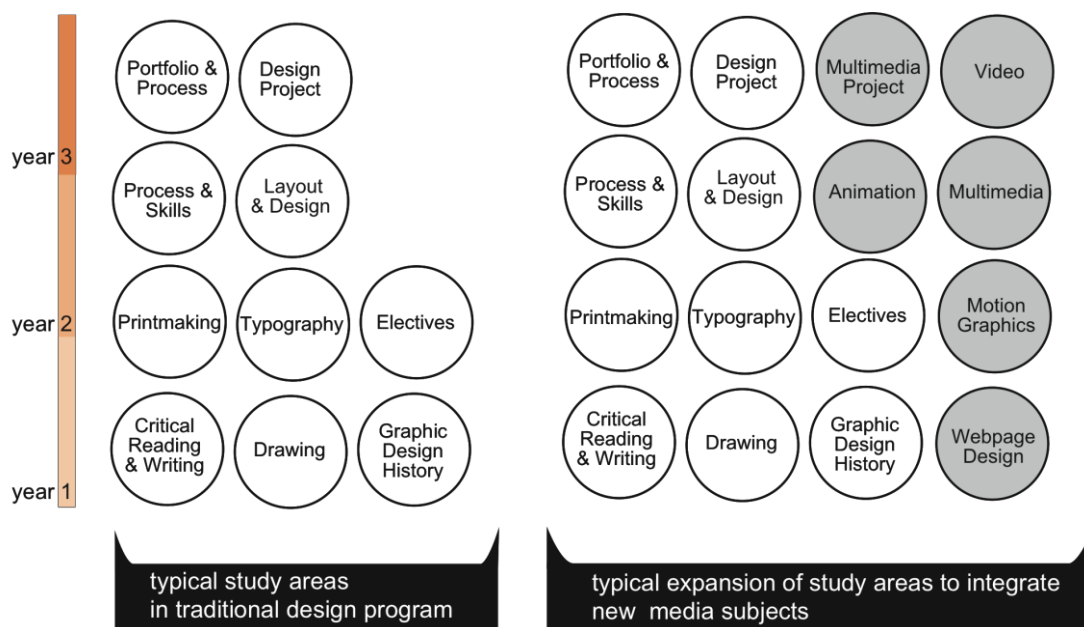 Portfolio &
Process
Design
Project
Portfolio &
Process
Design
Project
Multimedia
Project
Video
year 3
Process &
Skills
Layout
& Design
Process &
Skills
Layout
& Design
Animation
Multimedia
year 2
Printmaking
Typography
Electives
Printmaking
Typography
Electives
Motion
Graphics
Critical
Reading
& Writing
Drawing
Graphic
Design
History
Critical
Reading
& Writing
Drawing
Graphic
Design
History
Webpage
Design
year 1
typical study areas
in traditional design program
typical expansion of study areas to integrate
new media subjects